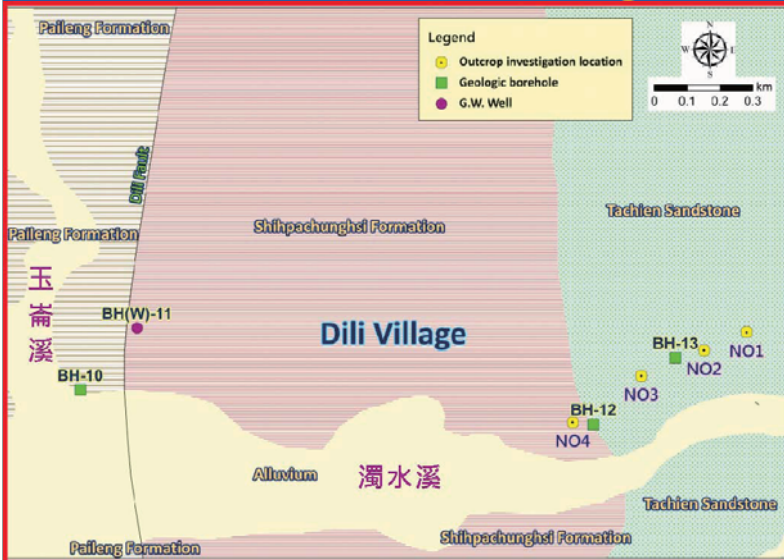 Paileng Formation
Legend
Outcrop investigation location
Geologic borehole
G.W. Well
N
W E
S
km
0 0.1 0.2 0.3
Dili Fault
Tachien Sandstone
Paileng Formation
Shihpachunghsi Formation
玉崙溪
BH(W)-11
Dili Village
NO1
BH-13
NO2
BH-10
NO3
BH-12
NO4
Alluvium
濁水溪
Tachien Sandstone
Shihpachunghsi Formation
Paileng Formation